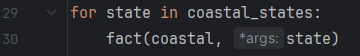 29 for state in coastal_states:
30 fact(coastal, *args: state)